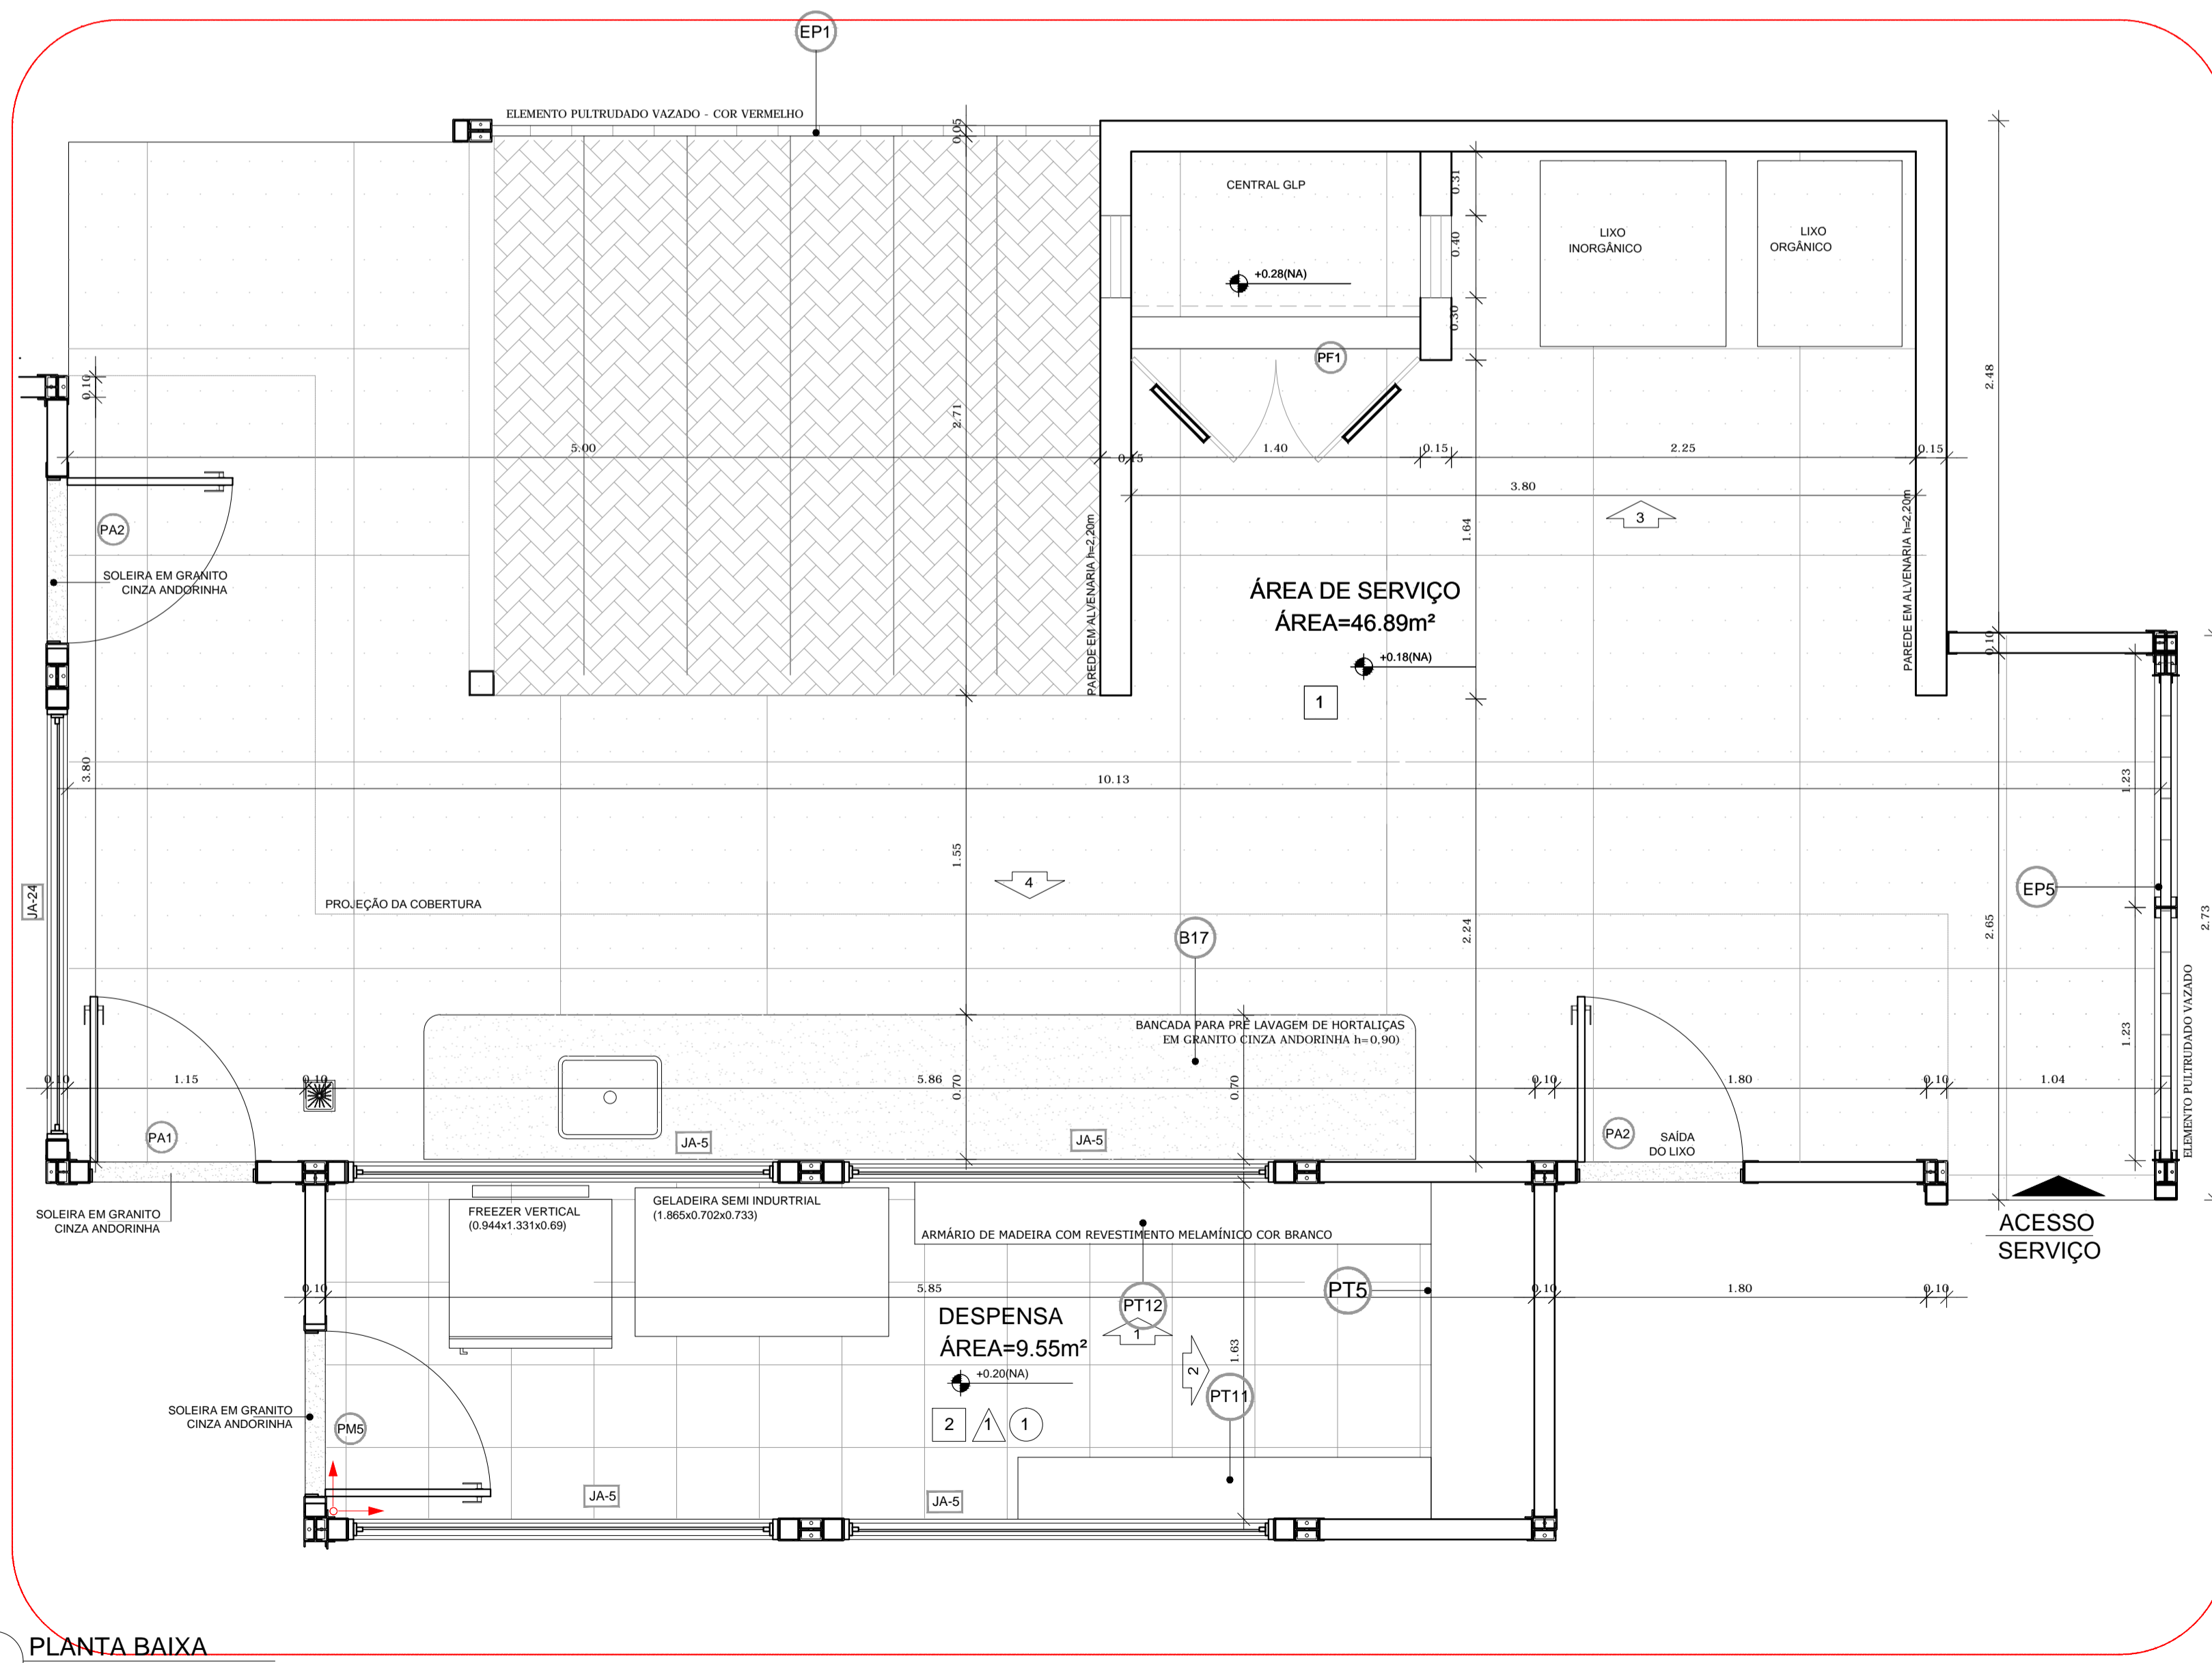 EP1
ELEMENTO PULTRUDADO VAZADO - COR VERMELHO
0.05
CENTRAL GLP
0.31
LIXO
INORGÂNICO
LIXO
ORGÂNICO
0.40
+0.28(NA)
0.30
PF1
0.10
2.71
2.48
5.00
0.15
1.40
0.15
2.25
0.15
3.80
3
PA2
1.64
PAREDE EM ALVENARIA h=2,20m
PAREDE EM ALVENARIA h=2,20m
SOLEIRA EM GRANITO
CINZA ANDORINHA
ÁREA DE SERVIÇO
ÁREA=46.89m²
+0.18(NA)
1
0.10
3.80
10.13
1.23
1.55
4
JA-24
PROJEÇÃO DA COBERTURA
EP5
B17
2.24
2.65
2.73
BANCADA PARA PRÉ LAVAGEM DE HORTALIÇAS
EM GRANITO CINZA ANDORINHA h=0,90)
1.23
ELEMENTO PULTRUDADO VAZADO
0.10
1.15
0.10
5.86
0.70
0.70
0.10
1.80
0.10
1.04
PA1
JA-5
JA-5
PA2
SAÍDA
DO LIXO
SOLEIRA EM GRANITO
CINZA ANDORINHA
FREEZER VERTICAL
(0.944x1.331x0.69)
GELADEIRA SEMI INDURTRIAL
(1.865x0.702x0.733)
ARMÁRIO DE MADEIRA COM REVESTIMENTO MELAMÍNICO COR BRANCO
ACESSO
SERVIÇO
0.10
5.85
0.10
1.80
0.10
PT12
PT5
DESPENSA
ÁREA=9.55m²
1
1.63
2
+0.20(NA)
PT11
SOLEIRA EM GRANITO
CINZA ANDORINHA
PM5
2
1
1
JA-5
JA-5
PLANTA BAIXA